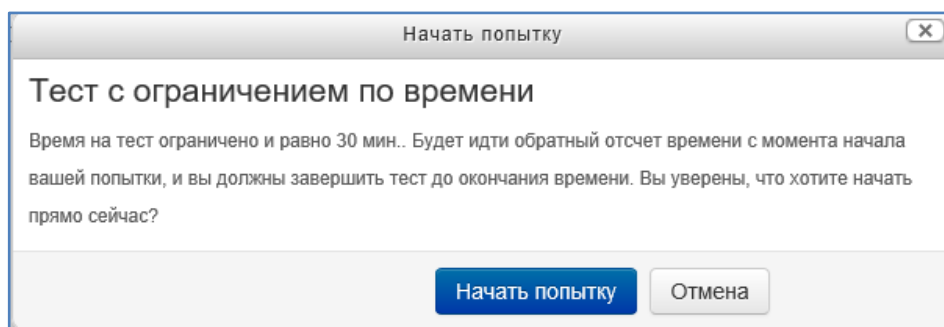 Начать попытку
Тест с ограничением по времени
Время на тест ограничено и равно 30 мин.. Будет идти обратный отсчет времени с момента начала
вашей попытки, и вы должны завершить тест до окончания времени. Вы уверены, что хотите начать
прямо сейчас?
Начать попытку Отмена